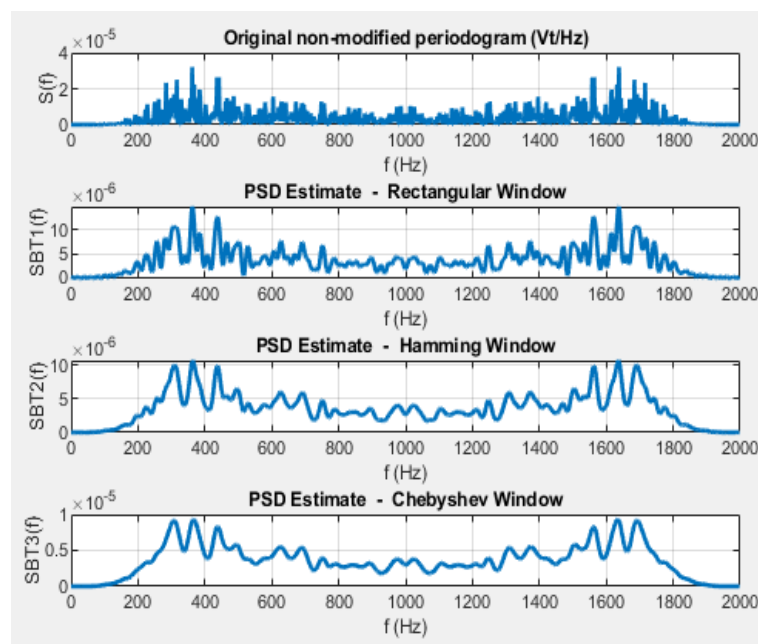 ×10⁻⁵ Original non-modified periodogram (Vt/Hz)
S(f)
4
2
0
0 200 400 600 800 1000 1200 1400 1600 1800 2000
f (Hz)
×10⁻⁶ PSD Estimate - Rectangular Window
SBT1(f)
10
5
0
0 200 400 600 800 1000 1200 1400 1600 1800 2000
f (Hz)
×10⁻⁶ PSD Estimate - Hamming Window
SBT2(f)
10
5
0
0 200 400 600 800 1000 1200 1400 1600 1800 2000
f (Hz)
×10⁻⁵ PSD Estimate - Chebyshev Window
SBT3(f)
1
0.5
0
0 200 400 600 800 1000 1200 1400 1600 1800 2000
f (Hz)